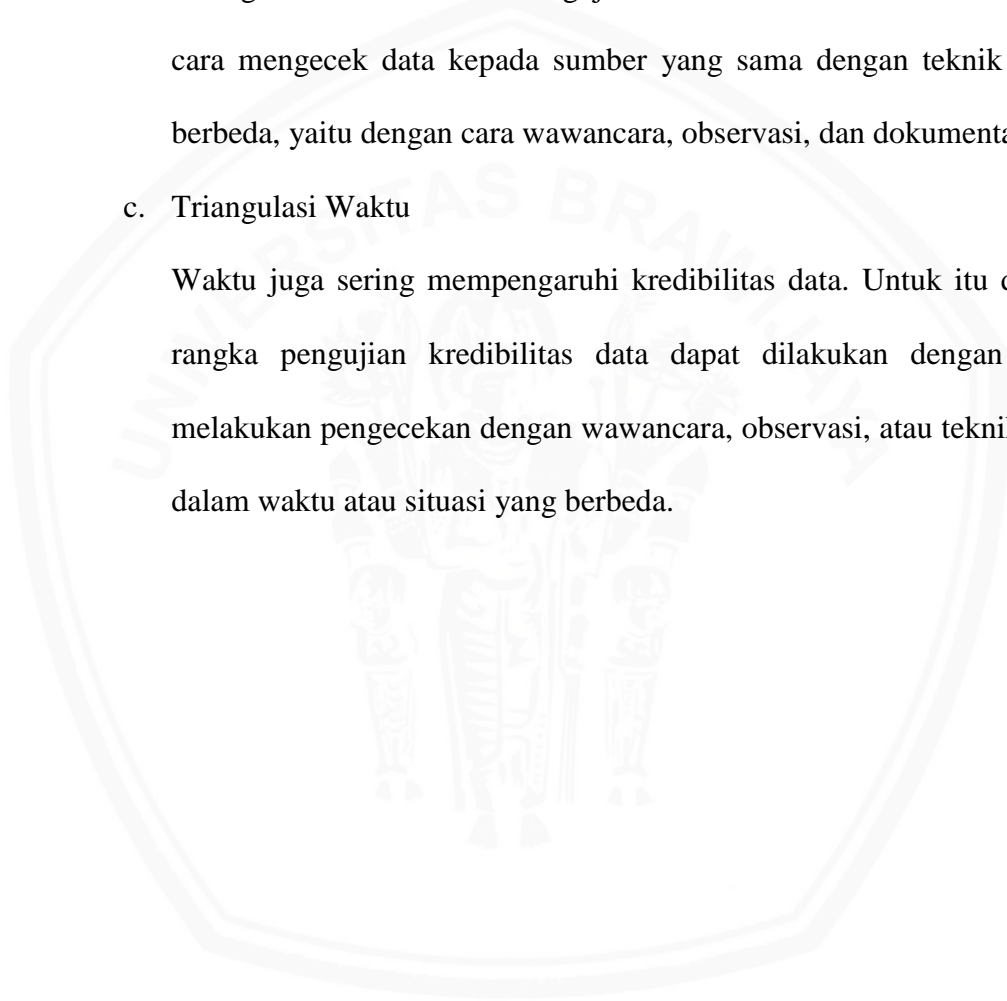 cara mengecek data kepada sumber yang sama dengan teknik
berbeda, yaitu dengan cara wawancara, observasi, dan
c. Triangulasi Waktu
Waktu juga sering mempengaruhi kredibilitas data. Untuk itu
rangka pengujian kredibilitas data dapat dilakukan dengan
melakukan pengecekan dengan wawancara, observasi, atau
dalam waktu atau situasi yang berbeda.
UNIVERSITAS BRAWIJAYA